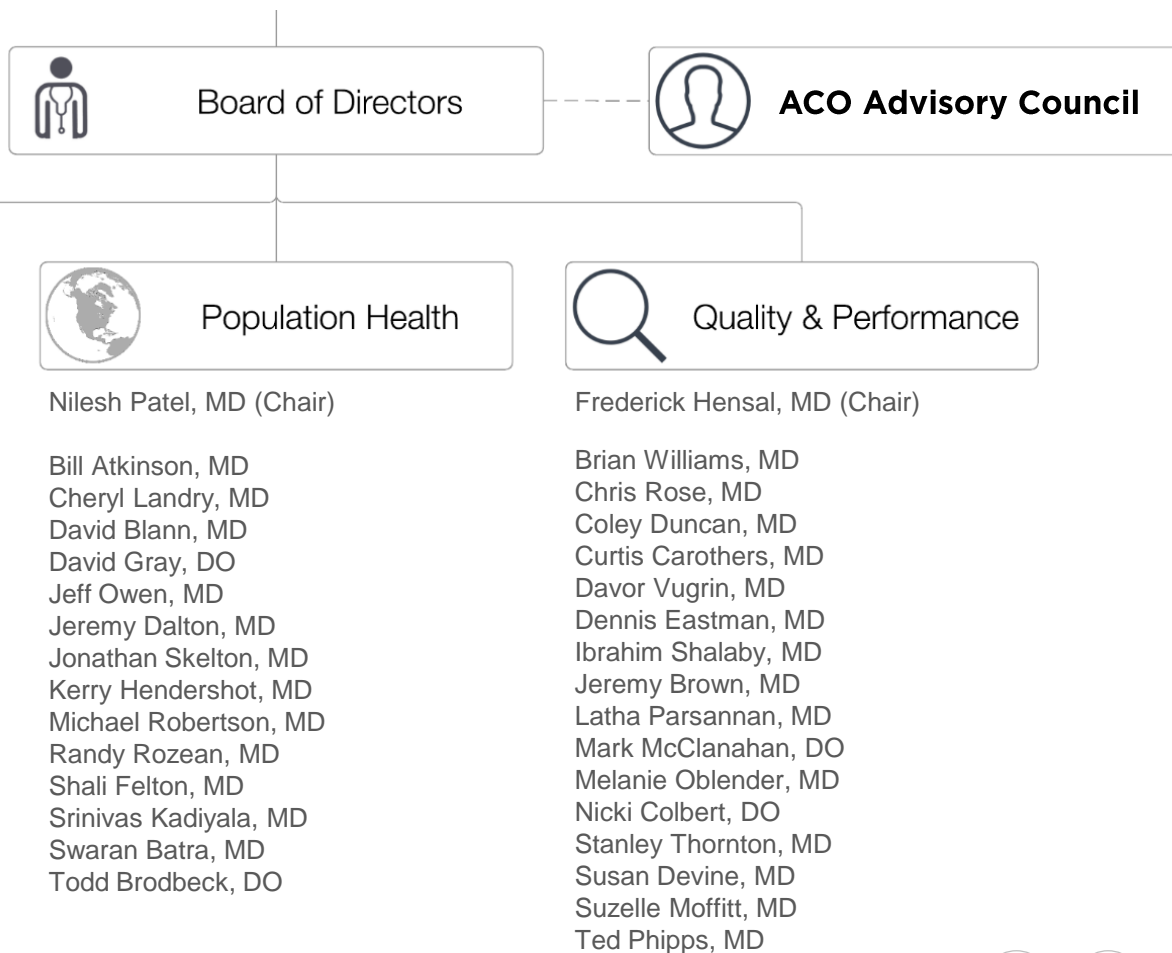 Board of Directors
ACO Advisory Council
Population Health
Quality & Performance
Nilesh Patel, MD (Chair)
Bill Atkinson, MD
Cheryl Landry, MD
David Blann, MD
David Gray, DO
Jeff Owen, MD
Jeremy Dalton, MD
Jonathan Skelton, MD
Kerry Hendershot, MD
Michael Robertson, MD
Randy Rozean, MD
Shali Felton, MD
Srinivas Kadiyala, MD
Swaran Batra, MD
Todd Brodbeck, DO
Frederick Hensal, MD (Chair)
Brian Williams, MD
Chris Rose, MD
Coley Duncan, MD
Curtis Carothers, MD
Davor Vugrin, MD
Dennis Eastman, MD
Ibrahim Shalaby, MD
Jeremy Brown, MD
Latha Parsannan, MD
Mark McClanahan, DO
Melanie Oblender, MD
Nicki Colbert, DO
Stanley Thornton, MD
Susan Devine, MD
Suzelle Moffitt, MD
Ted Phipps, MD